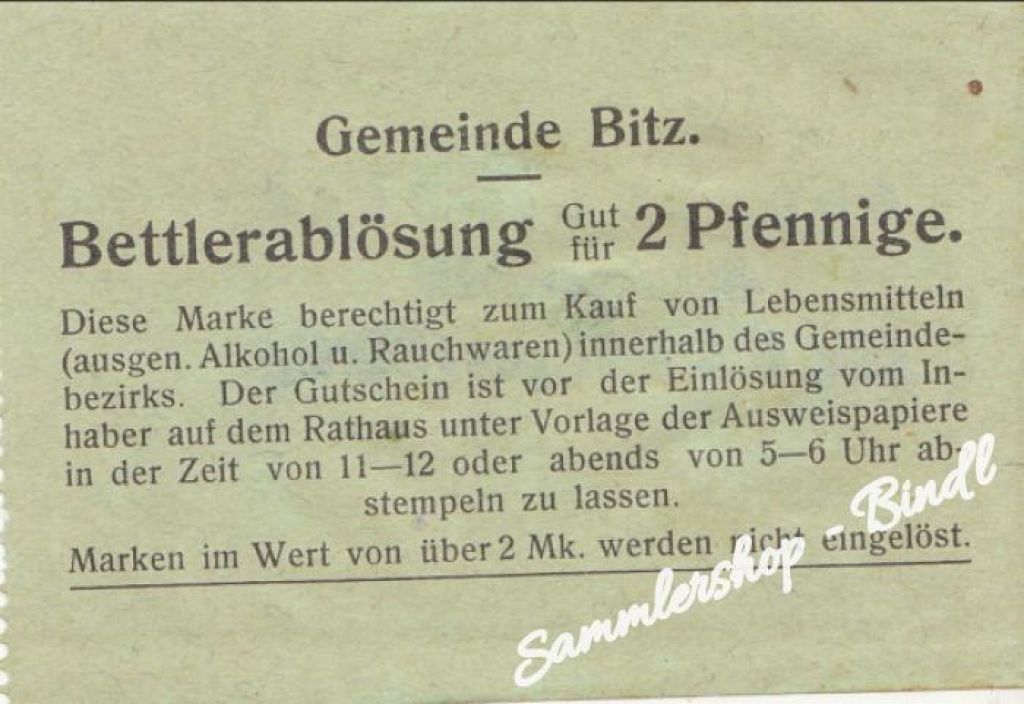 Gemeinde Bitz.
Bettlerablösung Gut für 2 Pfennige.
Diese Marke berechtigt zum Kauf von Lebensmitteln
(ausgen. Alkohol u. Rauchwaren) innerhalb des Gemeinde-
bezirks. Der Gutschein ist vor der Einlösung vom In-
haber auf dem Rathaus unter Vorlage der Ausweispapiere
in der Zeit von 11—12 oder abends von 5—6 Uhr ab-
stempeln zu lassen.
Marken im Wert von über 2 Mk. werden nicht eingelöst.
Sammlershop - Bindl